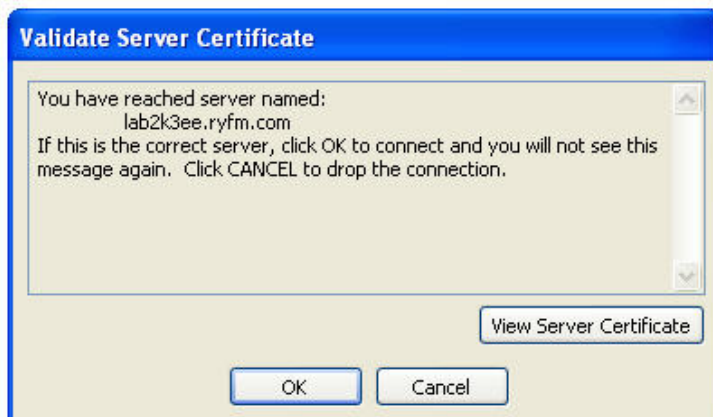 Validate Server Certificate
You have reached server named:
lab2k3ee.ryfm.com
If this is the correct server, click OK to connect and you will not see this
message again. Click CANCEL to drop the connection.
View Server Certificate
OK
Cancel